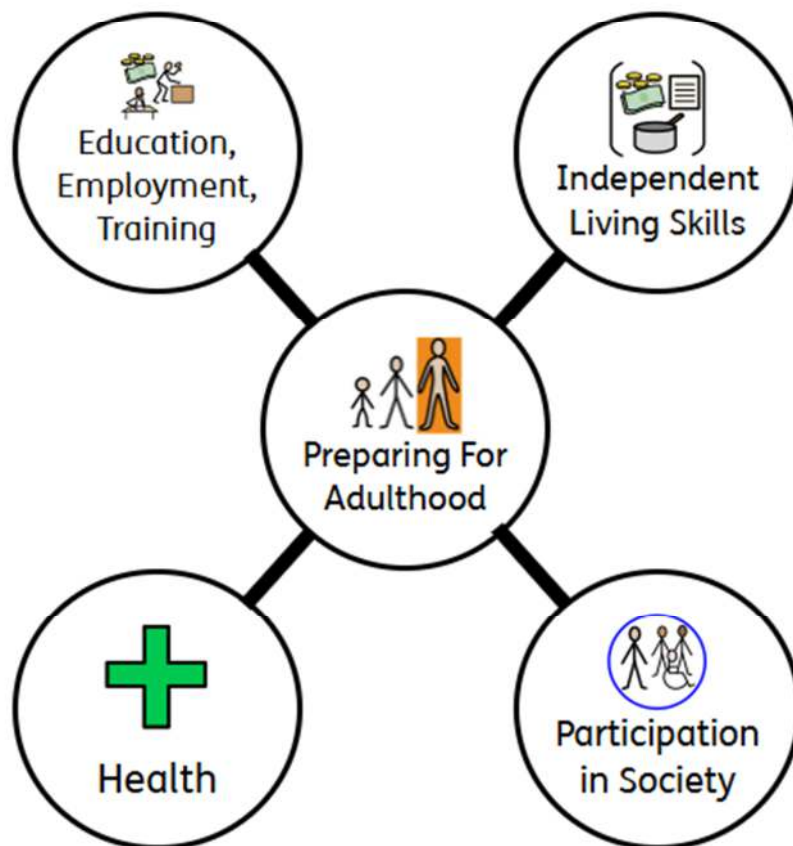 Education,
Employment,
Training
Independent
Living Skills
Preparing For
Adulthood
Health
Participation
in Society